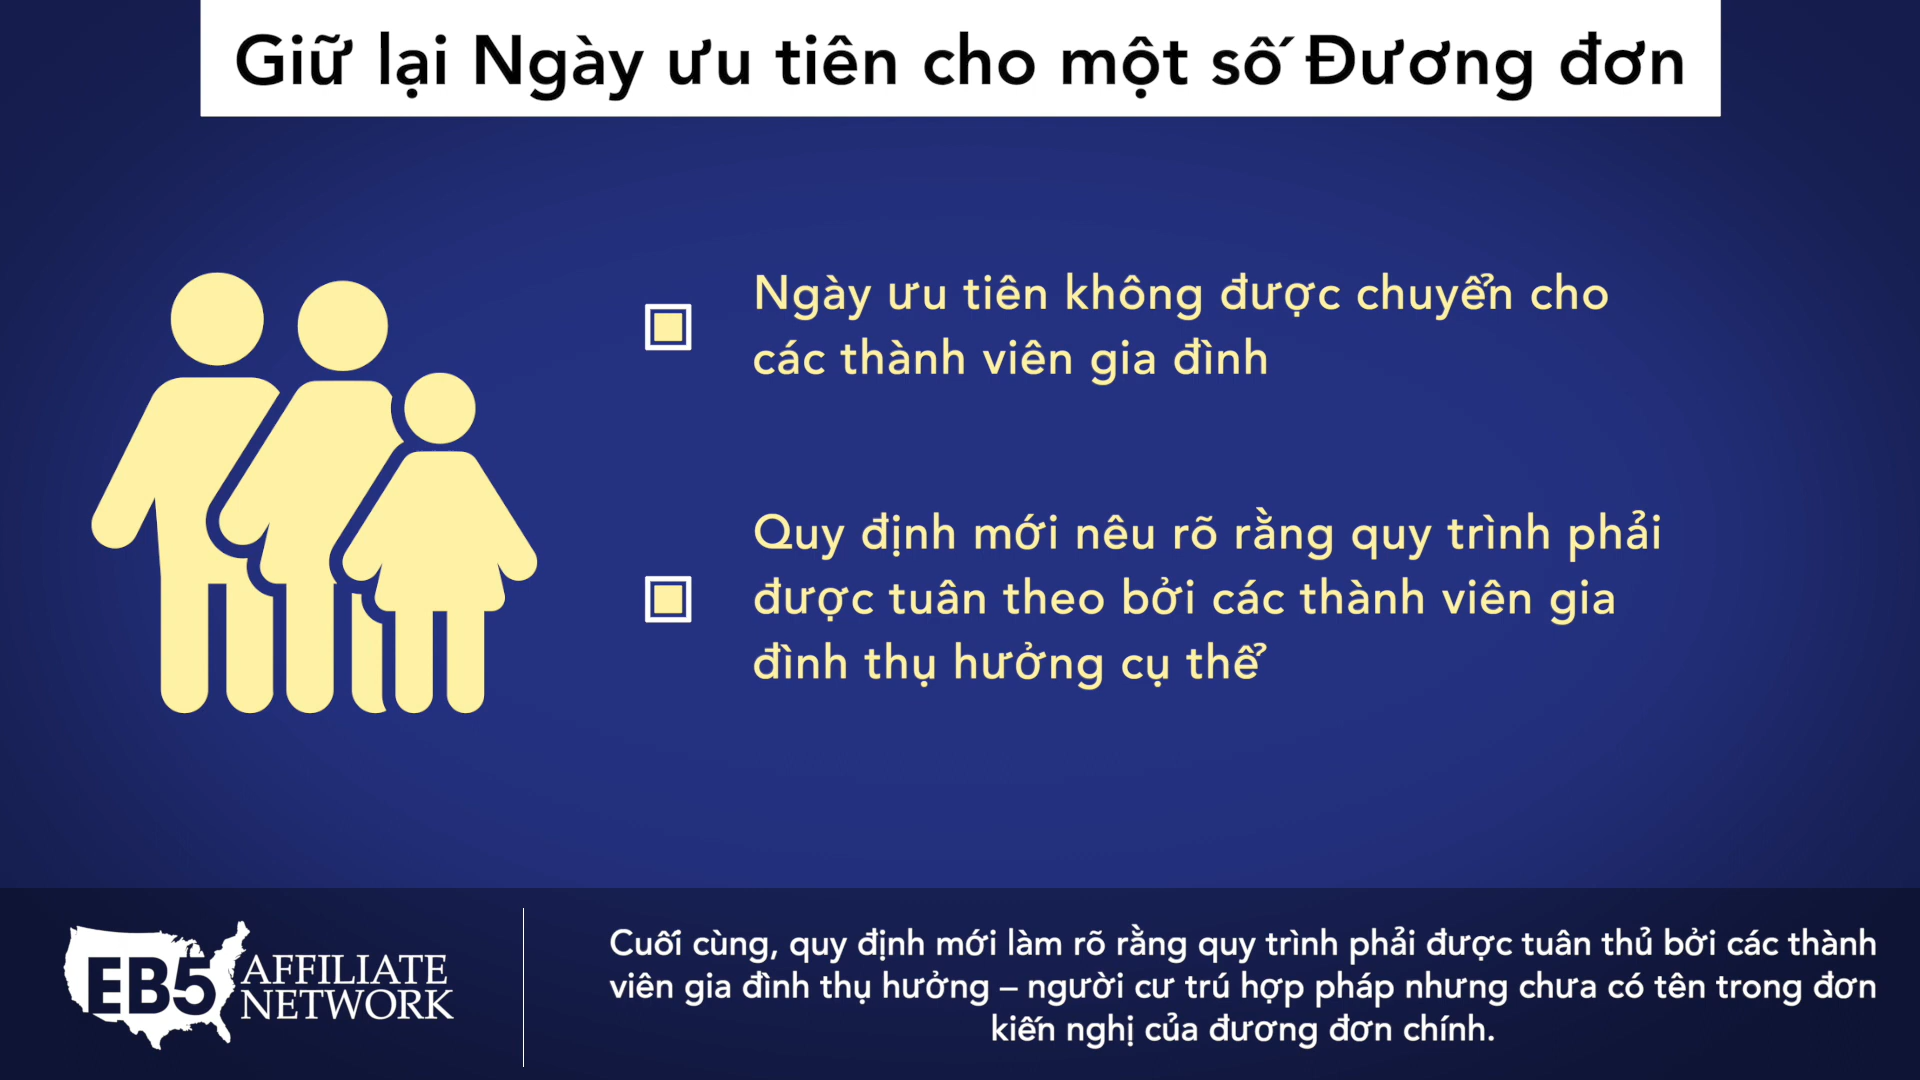 Giữ lại Ngày ưu tiên cho một số Đương đơn
Ngày ưu tiên không được chuyển cho
các thành viên gia đình
Quy định mới nêu rõ rằng quy trình phải
được tuân theo bởi các thành viên gia
đình thụ hưởng cụ thể
EB5 AFFILIATE
NETWORK
Cuối cùng, quy định mới làm rõ rằng quy trình phải được tuân thủ bởi các thành
viên gia đình thụ hưởng – người cư trú hợp pháp nhưng chưa có tên trong đơn
kiến nghị của đương đơn chính.